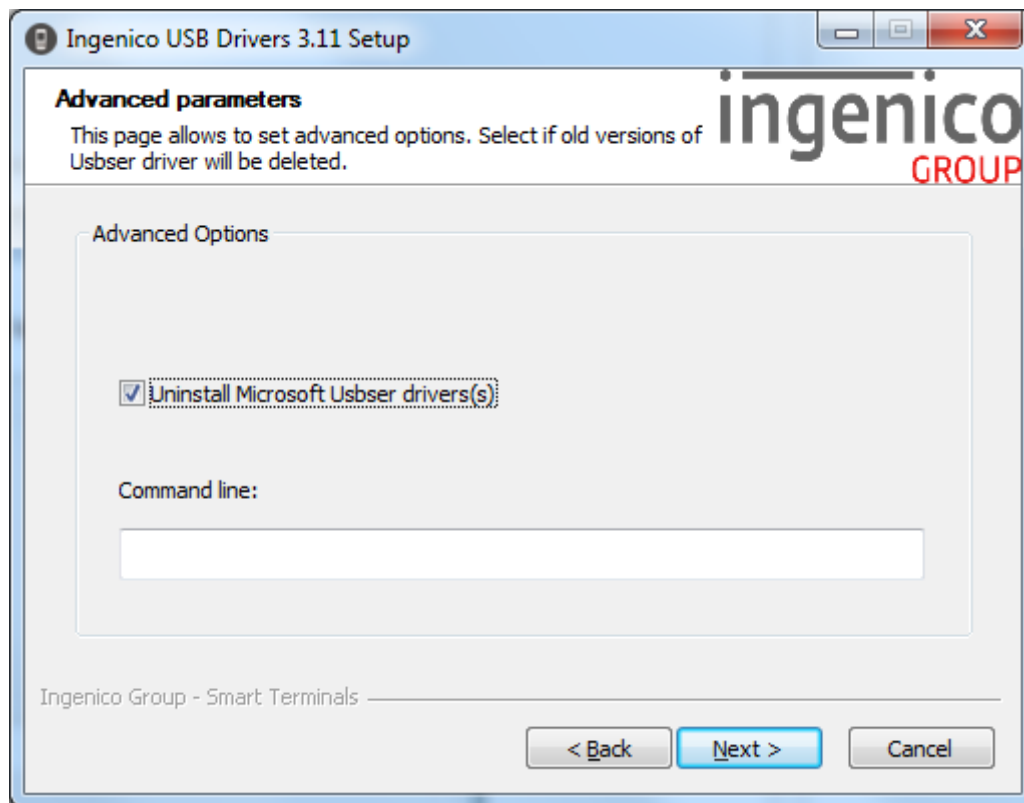 Ingenico USB Drivers 3.11 Setup
Advanced parameters
This page allows to set advanced options. Select if old versions of
Usbser driver will be deleted.
ingenico
GROUP
Advanced Options
Uninstall Microsoft Usbser drivers(s)
Command line:
Ingenico Group - Smart Terminals
< Back
Next >
Cancel